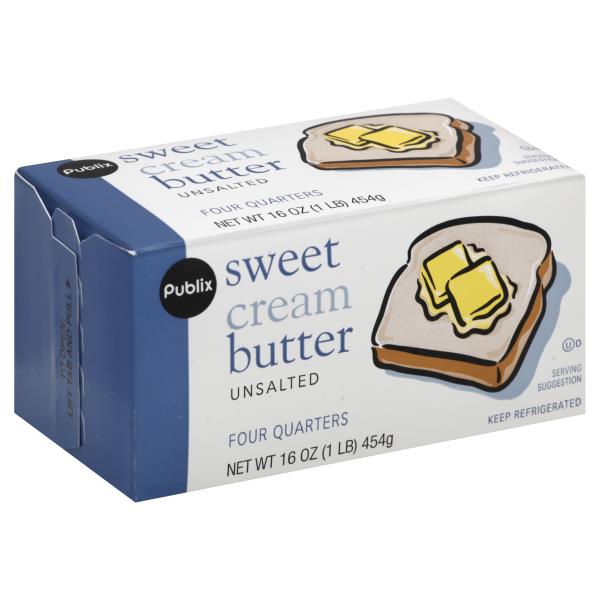 Publix
sweet
cream
butter
UNSALTED
FOUR QUARTERS
NET WT 16 OZ (1 LB) 454g
SERVING
SUGGESTION
KEEP REFRIGERATED
TO OPEN:
LIFT TAB AND PULL
Publix
sweet
cream
butter
UNSALTED
FOUR QUARTERS
NET WT 16 OZ (1 LB) 454g
U D
SERVING
SUGGESTION
KEEP REFRIGERATED